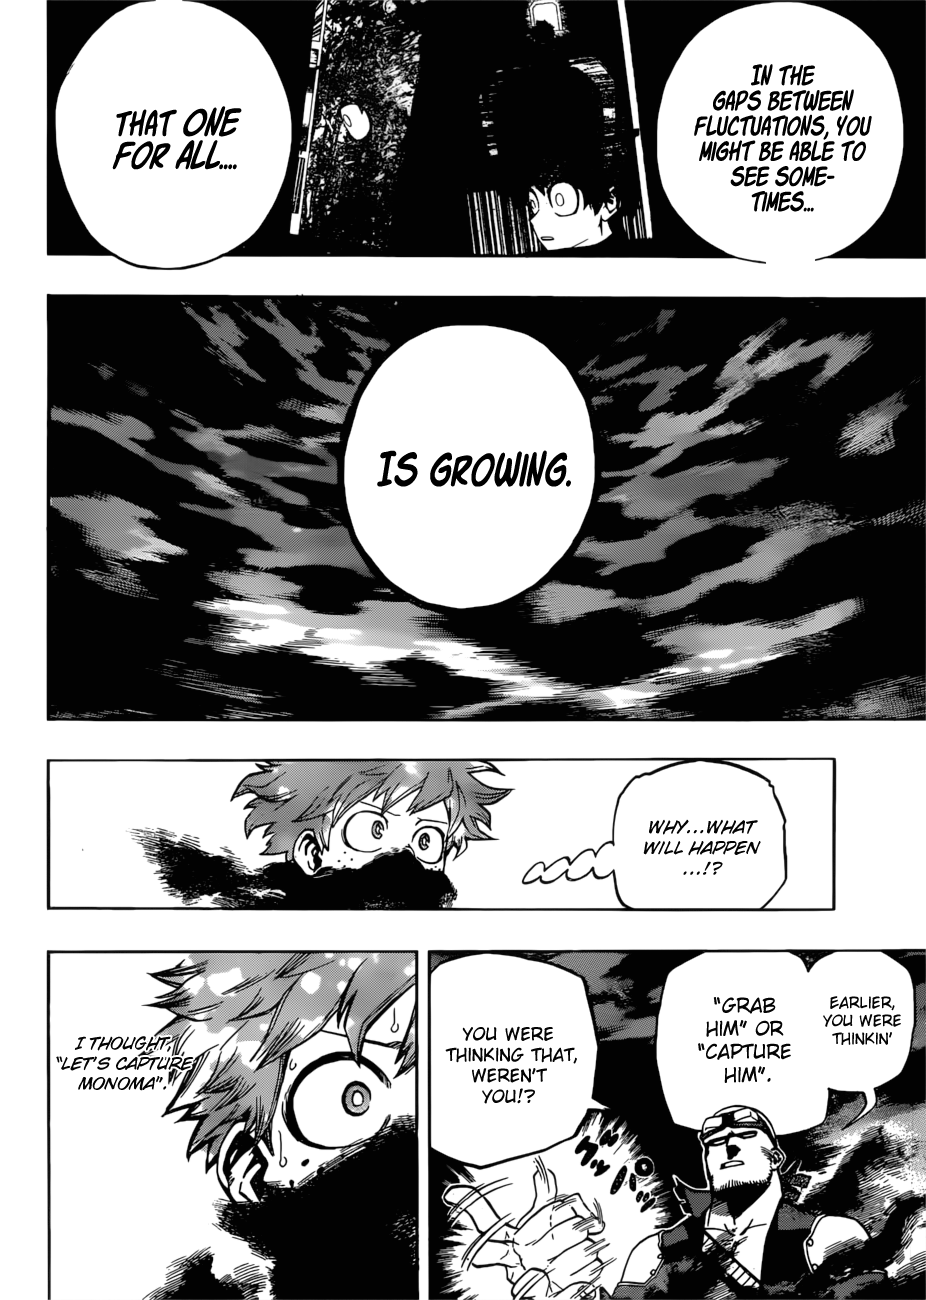 IN THE
GAPS BETWEEN
FLUCTUATIONS, YOU
MIGHT BE ABLE TO
SEE SOME-
TIMES...
THAT ONE
FOR ALL....
IS GROWING.
WHY...WHAT
WILL HAPPEN
...!?
EARLIER,
YOU WERE
THINKIN'
"GRAB
HIM" OR
"CAPTURE
HIM".
YOU WERE
THINKING THAT,
WEREN'T
YOU!?
I THOUGHT,
"LET'S CAPTURE
MONOMA".